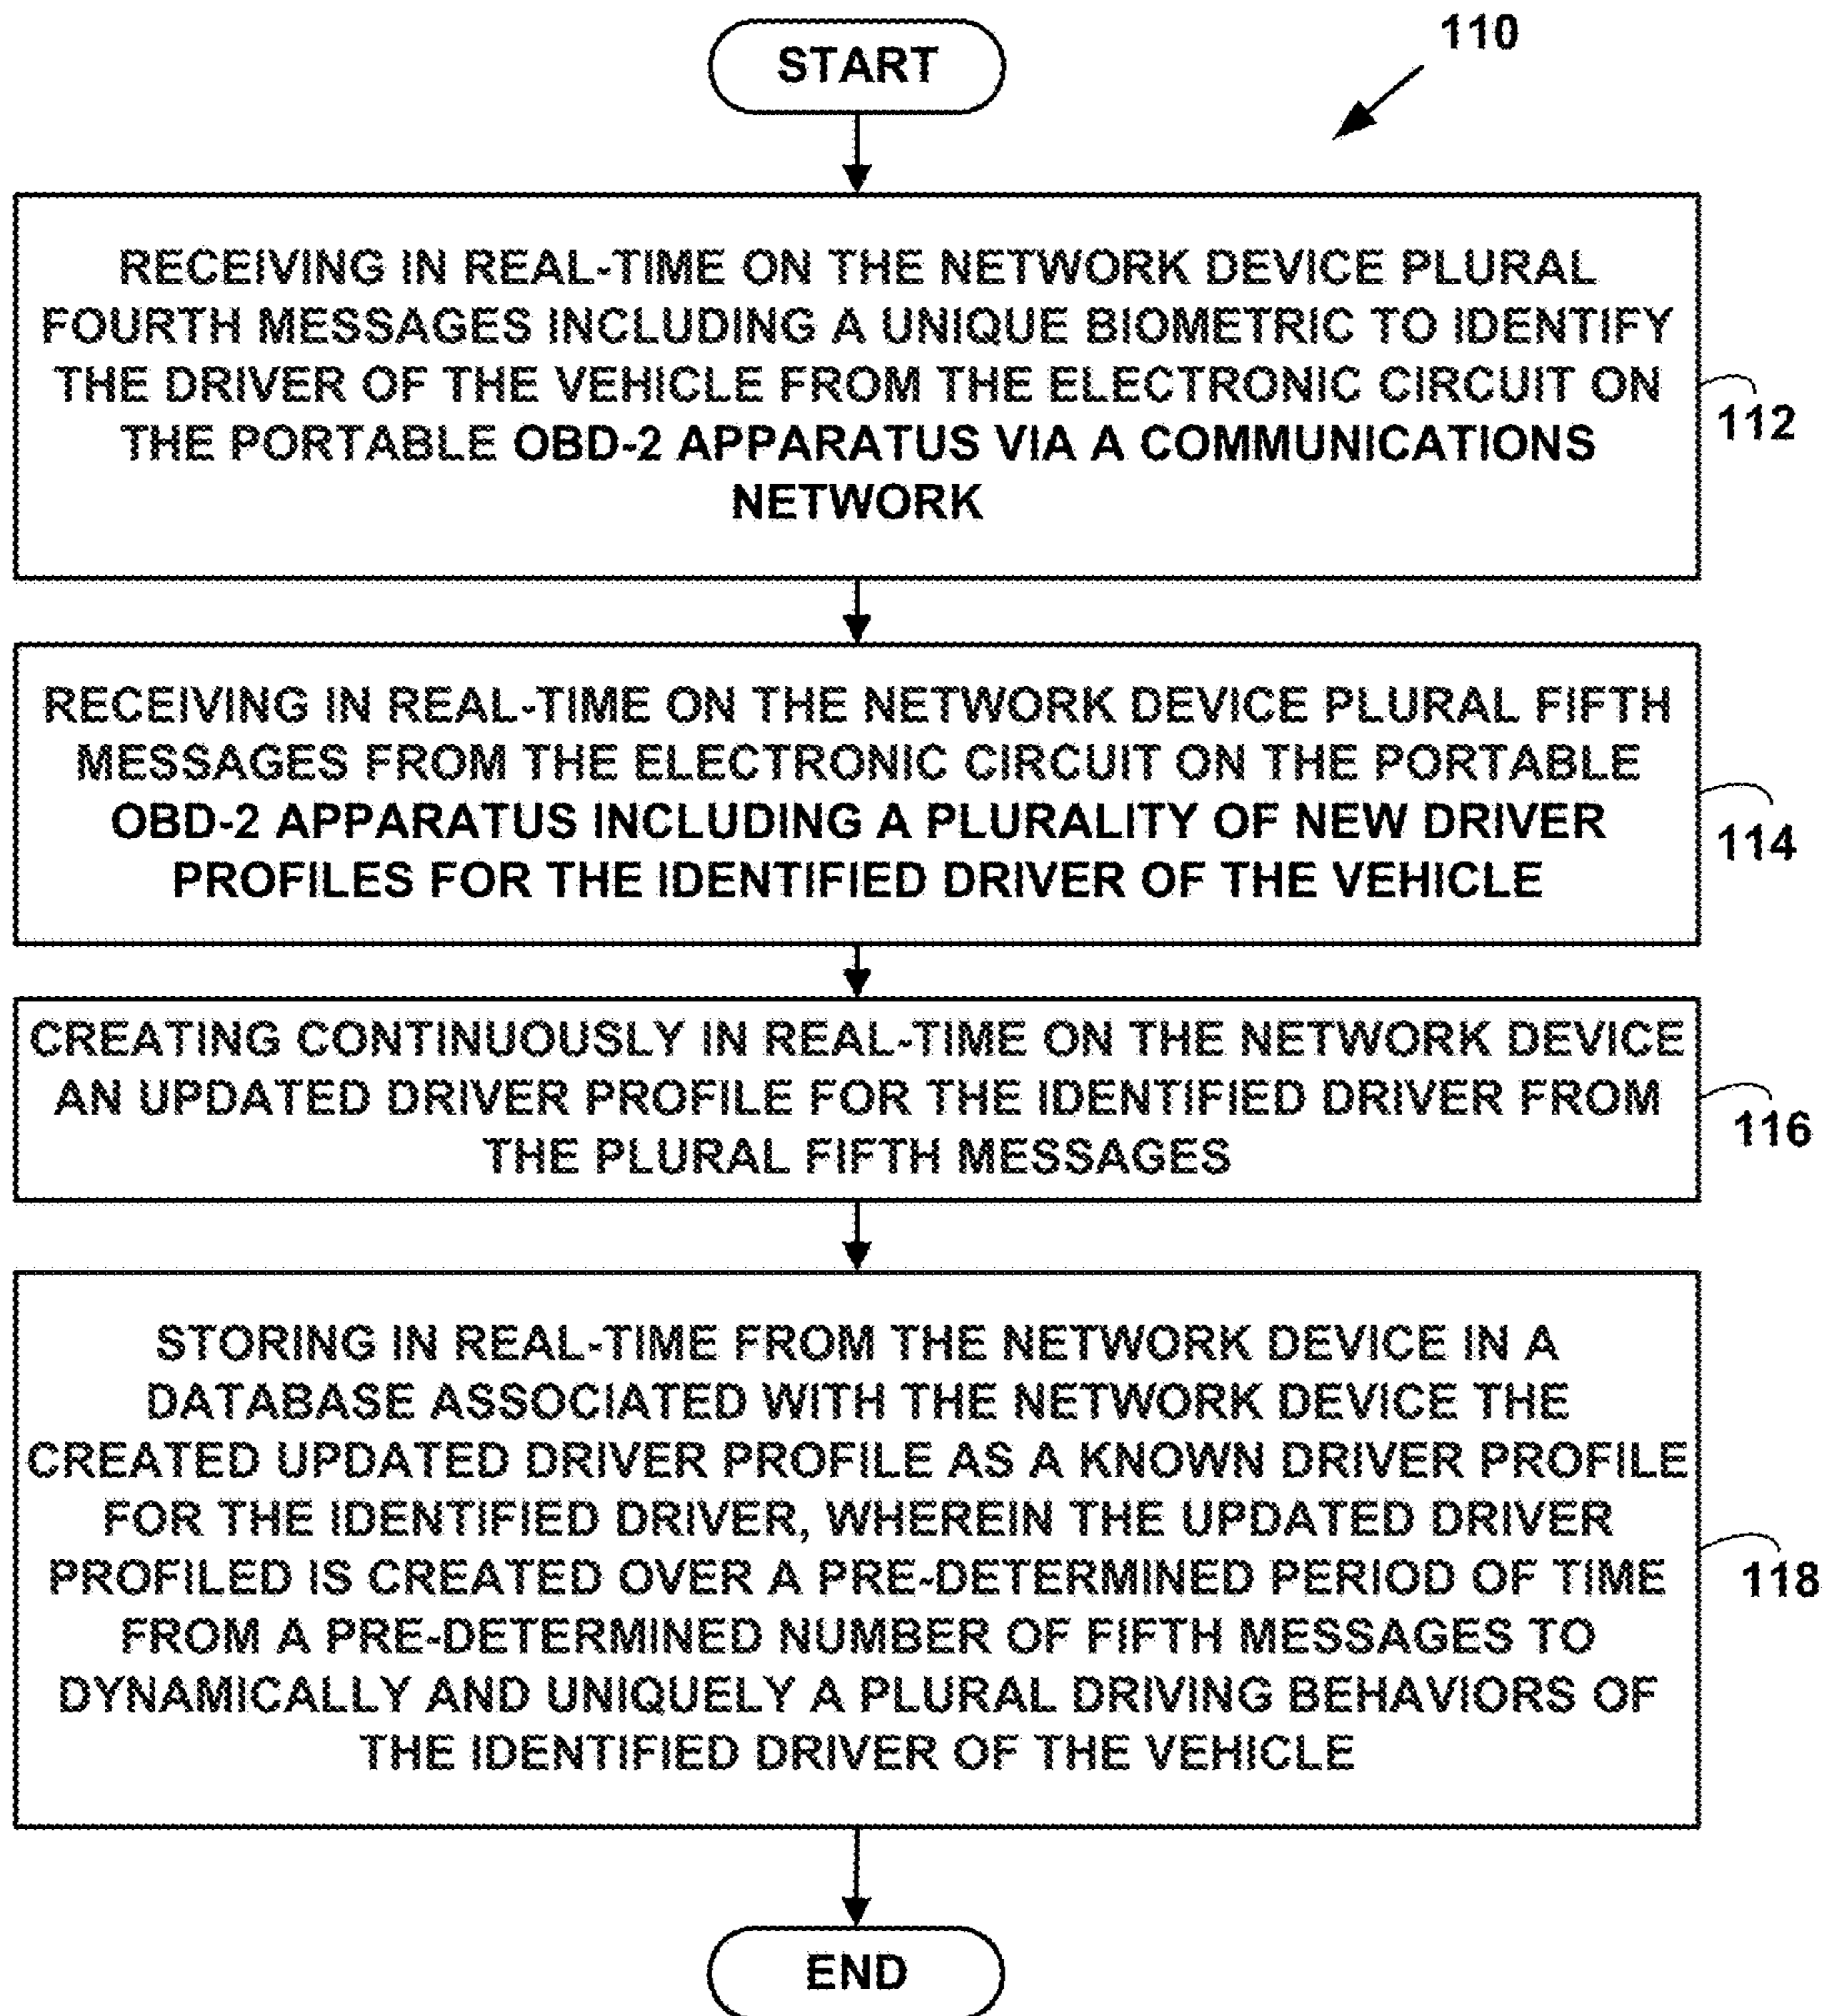 110
START
RECEIVING IN REAL-TIME ON THE NETWORK DEVICE PLURAL
FOURTH MESSAGES INCLUDING A UNIQUE BIOMETRIC TO IDENTIFY
THE DRIVER OF THE VEHICLE FROM THE ELECTRONIC CIRCUIT ON
THE PORTABLE OBD-2 APPARATUS VIA A COMMUNICATIONS
NETWORK
112
RECEIVING IN REAL-TIME ON THE NETWORK DEVICE PLURAL FIFTH
MESSAGES FROM THE ELECTRONIC CIRCUIT ON THE PORTABLE
OBD-2 APPARATUS INCLUDING A PLURALITY OF NEW DRIVER
PROFILES FOR THE IDENTIFIED DRIVER OF THE VEHICLE
114
CREATING CONTINUOUSLY IN REAL-TIME ON THE NETWORK DEVICE
AN UPDATED DRIVER PROFILE FOR THE IDENTIFIED DRIVER FROM
THE PLURAL FIFTH MESSAGES
116
STORING IN REAL-TIME FROM THE NETWORK DEVICE IN A
DATABASE ASSOCIATED WITH THE NETWORK DEVICE THE
CREATED UPDATED DRIVER PROFILE AS A KNOWN DRIVER PROFILE
FOR THE IDENTIFIED DRIVER, WHEREIN THE UPDATED DRIVER
PROFILED IS CREATED OVER A PRE-DETERMINED PERIOD OF TIME
FROM A PRE-DETERMINED NUMBER OF FIFTH MESSAGES TO
DYNAMICALLY AND UNIQUELY A PLURAL DRIVING BEHAVIORS OF
THE IDENTIFIED DRIVER OF THE VEHICLE
118
END